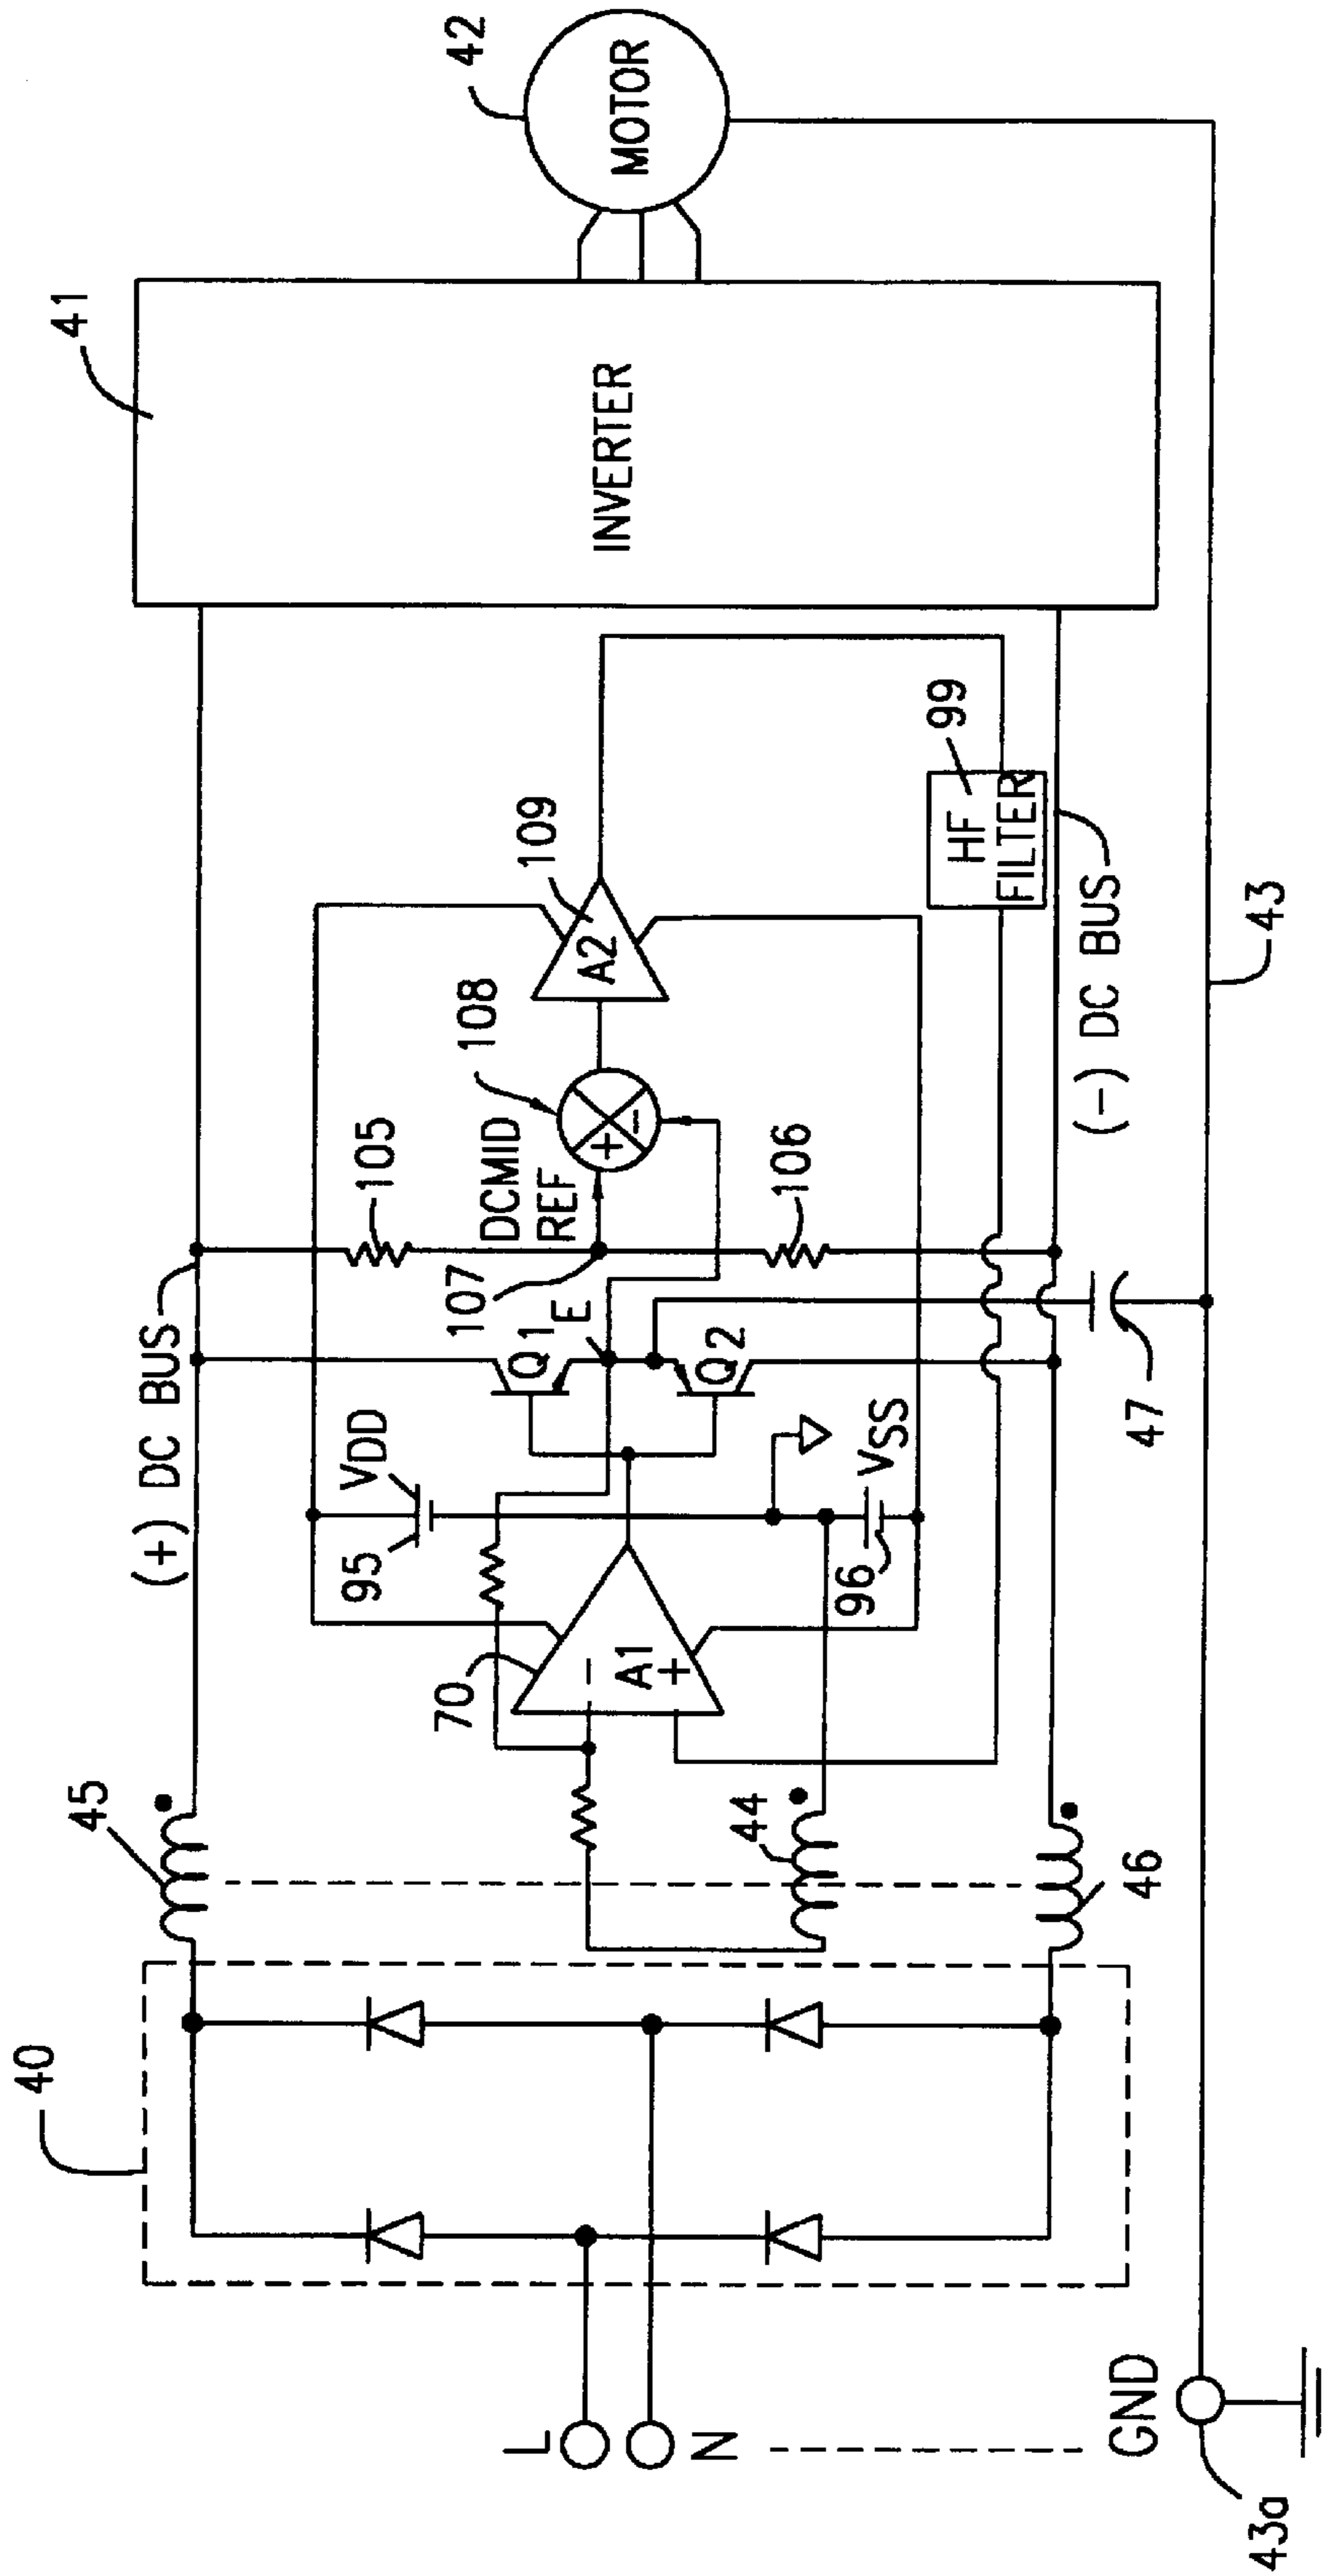 40
L
N
GND
43a
45
(+) DC BUS
44
46
70
A1
−
+
95
VDD
96
VSS
Q1
E
Q2
47
107
DCMID
REF
105
106
108
+
−
A2
109
HF
FILTER
99
(−) DC BUS
43
41
INVERTER
42
MOTOR